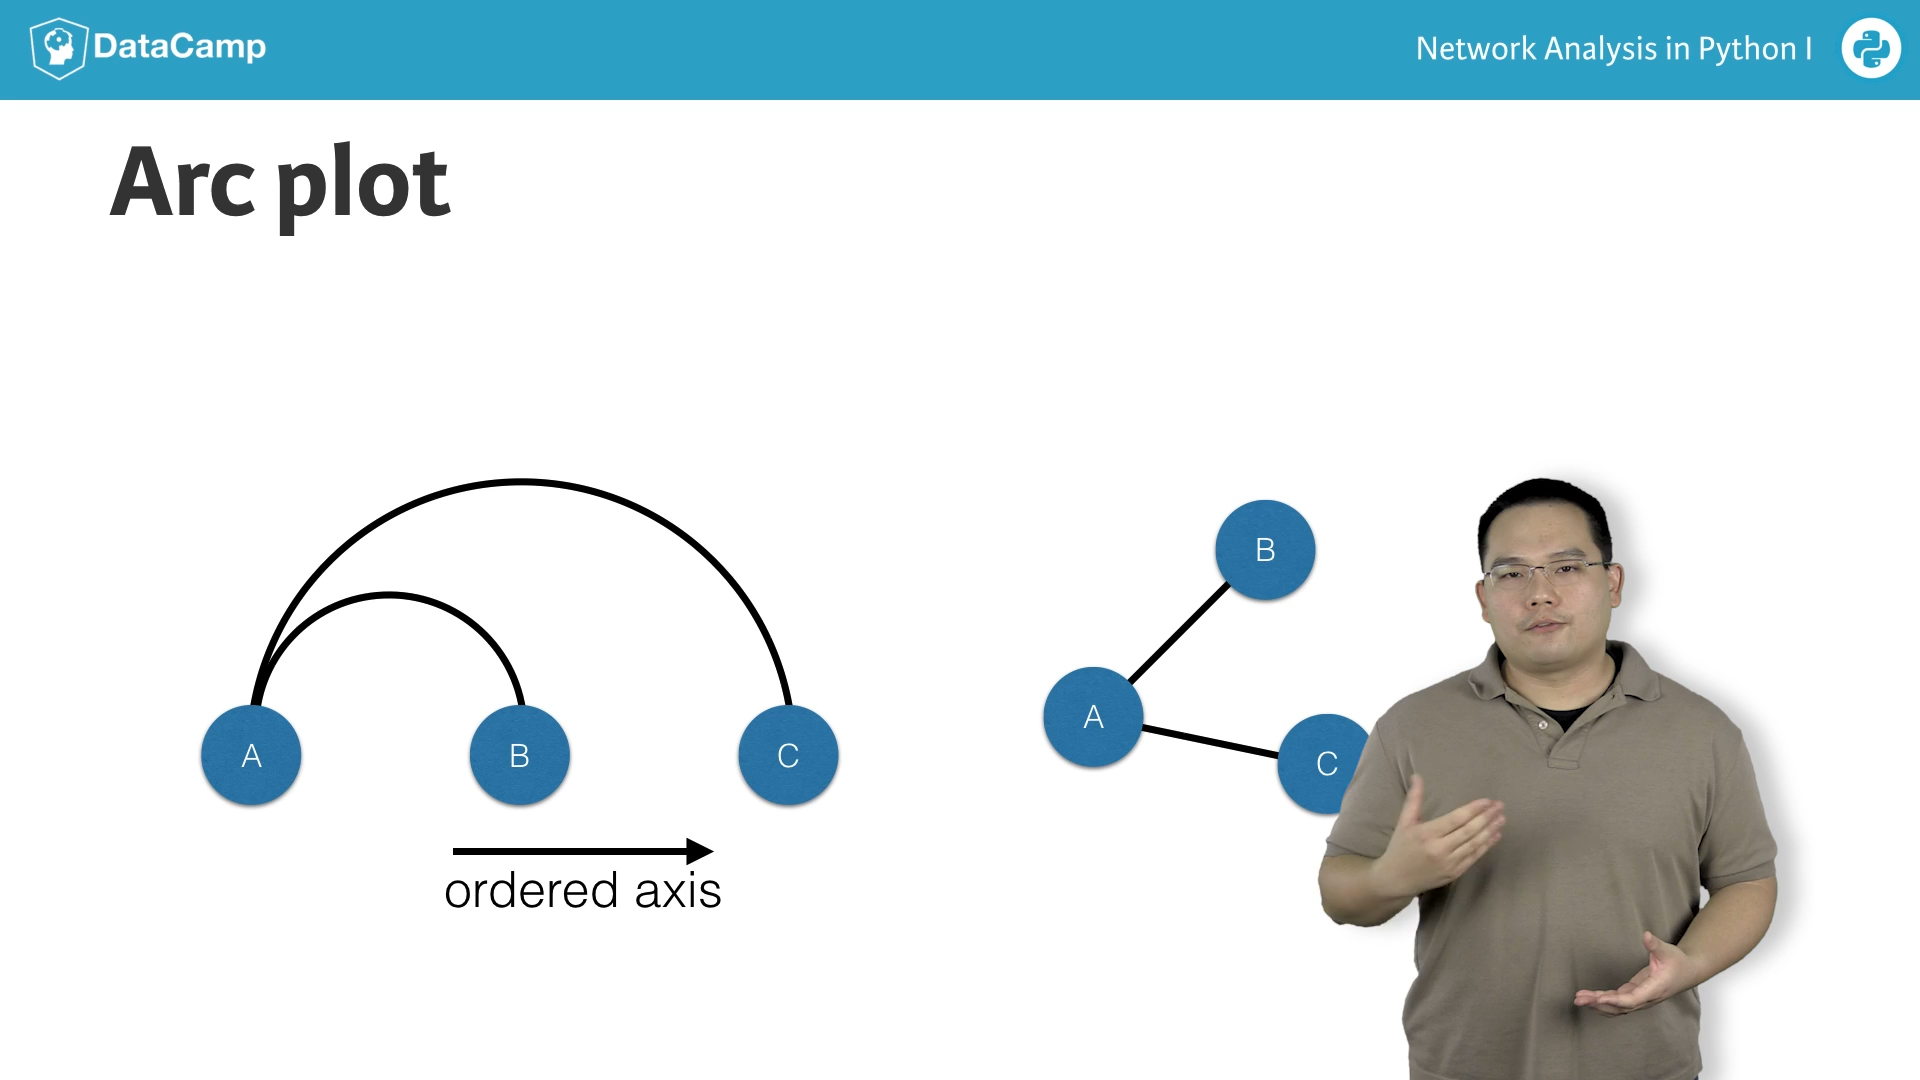 DataCamp
Network Analysis in Python I
Arc plot
B
A
C
A
B
C
ordered axis